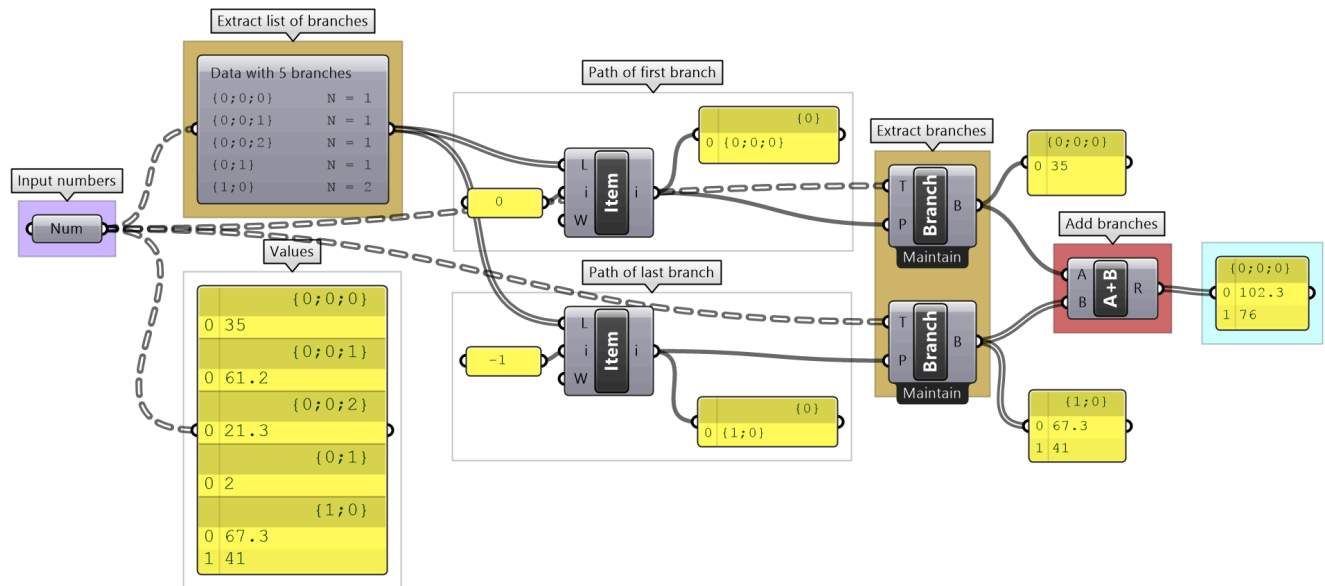 Extract list of branches
Data with 5 branches
{0;0;0} N = 1
{0;0;1} N = 1
{0;0;2} N = 1
{0;1} N = 1
{1;0} N = 2
Input numbers
Num
Values
{0;0;0}
0 35
{0;0;1}
0 61.2
{0;0;2}
0 21.3
{0;1}
0 2
{1;0}
0 67.3
1 41
Path of first branch
0
L
i
W
Item
i
{0}
0 {0;0;0}
Path of last branch
-1
L
i
W
Item
i
{0}
0 {1;0}
Extract branches
T
P
Branch
B
Maintain
T
P
Branch
B
Maintain
{0;0;0}
0 35
{1;0}
0 67.3
1 41
Add branches
A
B
A+B
R
{0;0;0}
0 102.3
1 76